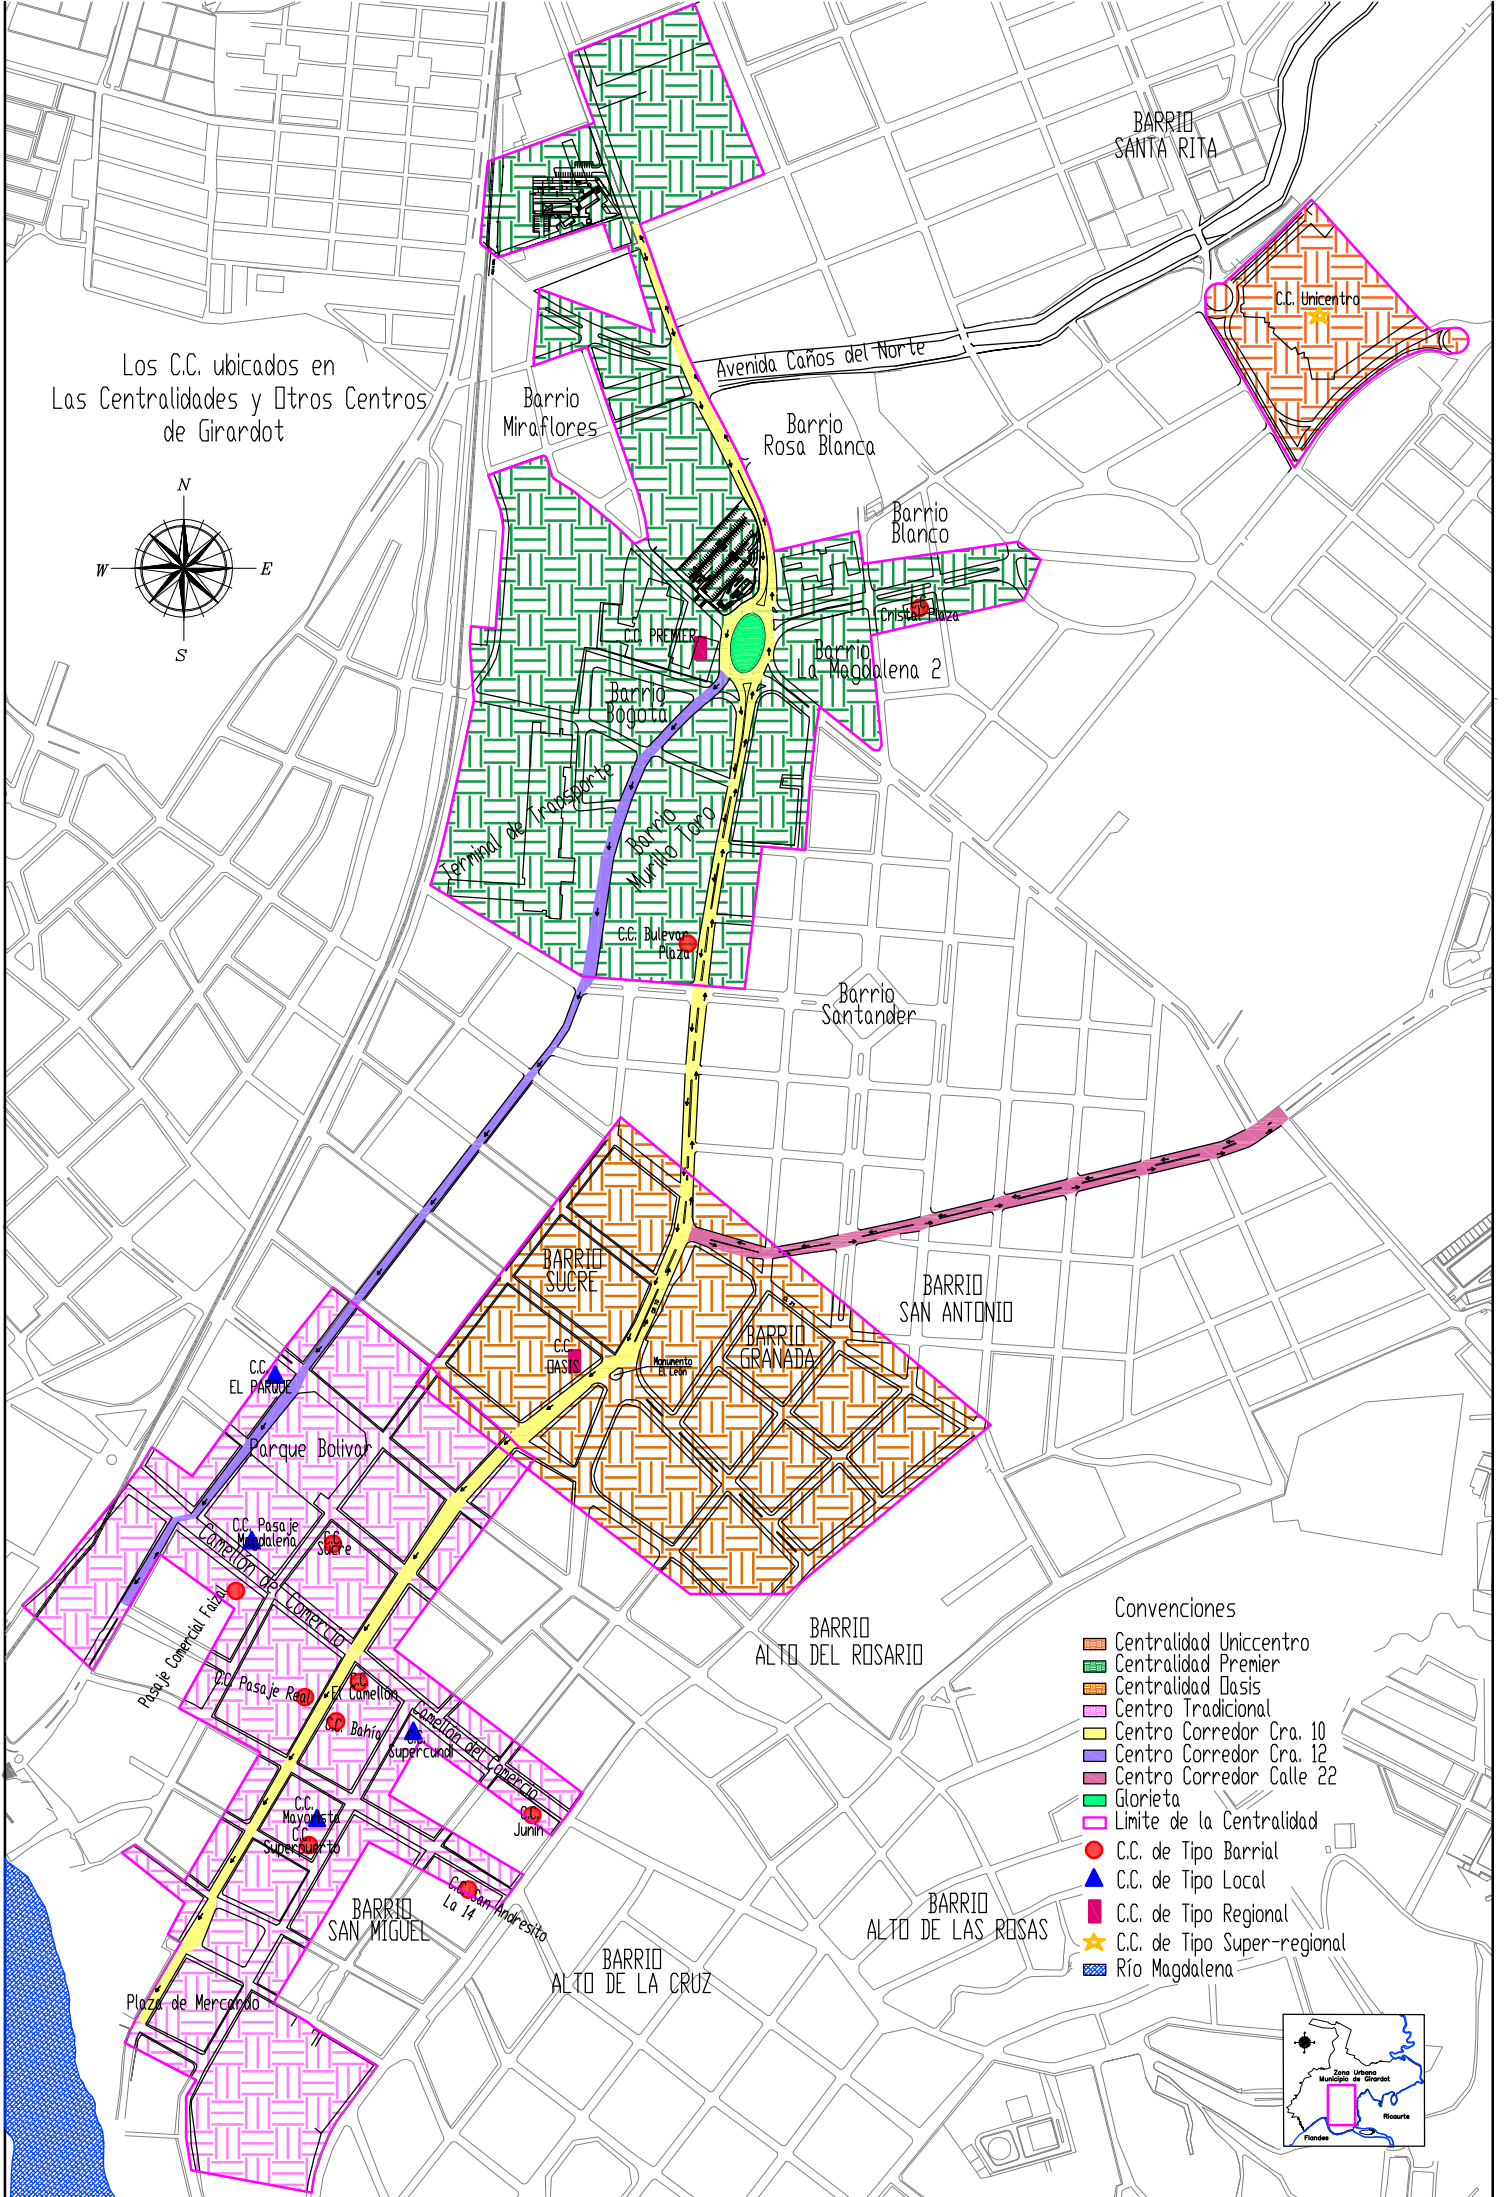 BARRIO
SANTA RITA
C.C. Unicentro
Avenida Caños del Norte
Los C.C. ubicados en
Las Centralidades y Otros Centros
de Girardot
Barrio
Miraflores
Barrio
Rosa Blanca
N
W
E
S
Barrio
Blanco
C.C.
Cristal Plaza
C.C. PREMIER
Barrio
La Magdalena 2
Barrio
Bogotá
Terminal de Transporte
Barrio
Murillo Toro
C.C. Bulevar
Plaza
Barrio
Santander
BARRIO
SUCRE
BARRIO
SAN ANTONIO
BARRIO
GRANADA
C.C.
OASIS
Monumento
El León
C.C.
EL PARQUE
Parque Bolivar
C.C. Pasaje
Magdalena
C.C.
Sucre
Camellón del Comercio
Pasaje Comercial Faiza
C.C. Pasaje Real
C.C.
El Camellón
C.C. Bahía
C.C.
Supercundi
Camellón del Comercio
C.C.
Mayorista
C.C.
Superpuerto
C.C.
Junin
C.C. San Andresito
La 14
BARRIO
SAN MIGUEL
BARRIO
ALTO DEL ROSARIO
BARRIO
ALTO DE LAS ROSAS
BARRIO
ALTO DE LA CRUZ
Plaza de Mercardo
Convenciones
Centralidad Uniccentro
Centralidad Premier
Centralidad Oasis
Centro Tradicional
Centro Corredor Cra. 10
Centro Corredor Cra. 12
Centro Corredor Calle 22
Glorieta
Limite de la Centralidad
C.C. de Tipo Barrial
C.C. de Tipo Local
C.C. de Tipo Regional
C.C. de Tipo Super-regional
Río Magdalena
Zona Urbana
Municipio de Girardot
Ricaurte
Flandes